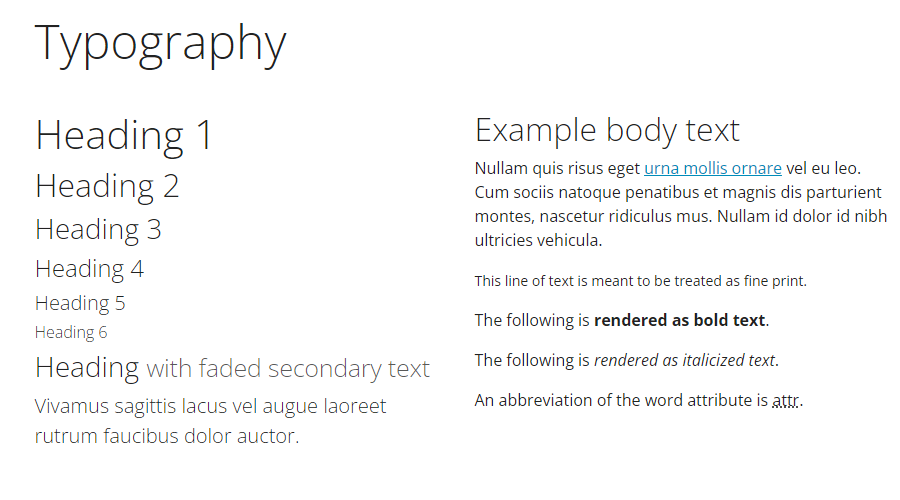 Typography
Heading 1
Heading 2
Heading 3
Heading 4
Heading 5
Heading 6
Heading with faded secondary text
Vivamus sagittis lacus vel augue laoreet
rutrum faucibus dolor auctor.
Example body text
Nullam quis risus eget urna mollis ornare vel eu leo.
Cum sociis natoque penatibus et magnis dis parturient
montes, nascetur ridiculus mus. Nullam id dolor id nibh
ultricies vehicula.
This line of text is meant to be treated as fine print.
The following is rendered as bold text.
The following is rendered as italicized text.
An abbreviation of the word attribute is attr.